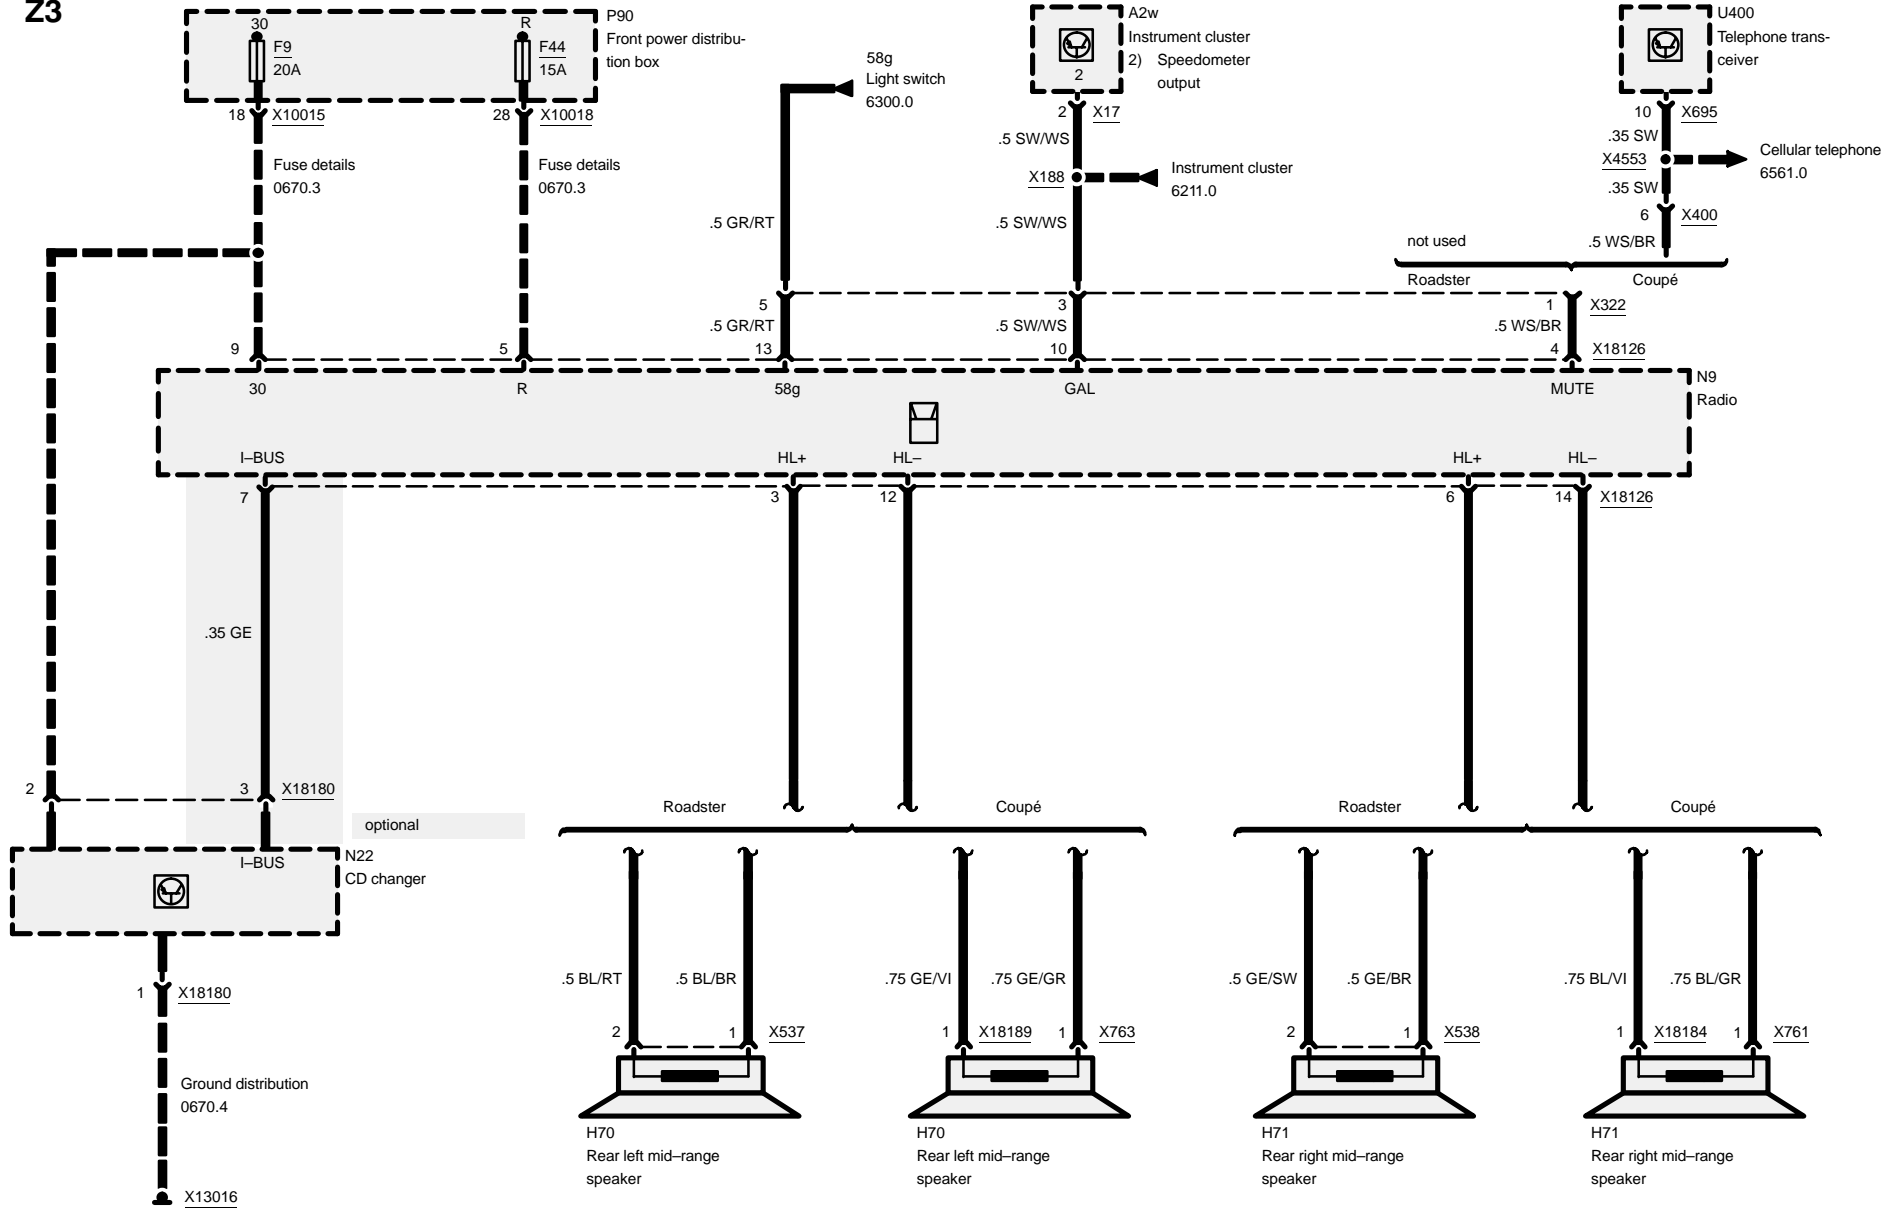 Z3
30
R
F9
20A
F44
15A
P90
Front power distribu-
tion box
18
X10015
28
X10018
Fuse details
0670.3
Fuse details
0670.3
58g
Light switch
6300.0
A2w
Instrument cluster
2) Speedometer
output
2
2
X17
.5 SW/WS
X188
Instrument cluster
6211.0
.5 GR/RT
.5 SW/WS
U400
Telephone trans-
ceiver
10
X695
.35 SW
X4553
Cellular telephone
6561.0
.35 SW
6
X400
.5 WS/BR
not used
Roadster
Coupé
5
3
1
X322
.5 GR/RT
.5 SW/WS
.5 WS/BR
9
5
13
10
4
X18126
30
R
58g
GAL
MUTE
N9
Radio
I–BUS
HL+
HL–
HL+
HL–
7
3
12
6
14
X18126
.35 GE
2
3
X18180
optional
I–BUS
N22
CD changer
1
X18180
Ground distribution
0670.4
X13016
Roadster
Coupé
Roadster
Coupé
.5 BL/RT
.5 BL/BR
.75 GE/VI
.75 GE/GR
.5 GE/SW
.5 GE/BR
.75 BL/VI
.75 BL/GR
2
1
X537
1
X18189
1
X763
2
1
X538
1
X18184
1
X761
H70
Rear left mid–range
speaker
H70
Rear left mid–range
speaker
H71
Rear right mid–range
speaker
H71
Rear right mid–range
speaker